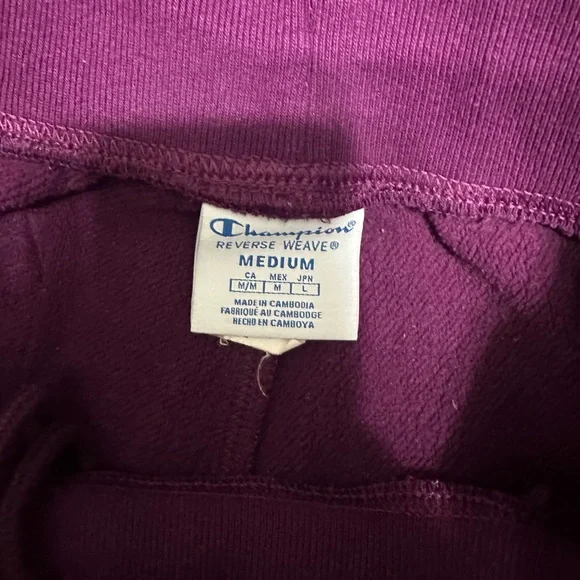 Champion®
REVERSE WEAVE®
MEDIUM
CA MEX JPN
M/M M L
MADE IN CAMBODIA
FABRIQUÉ AU CAMBODGE
HECHO EN CAMBOYA